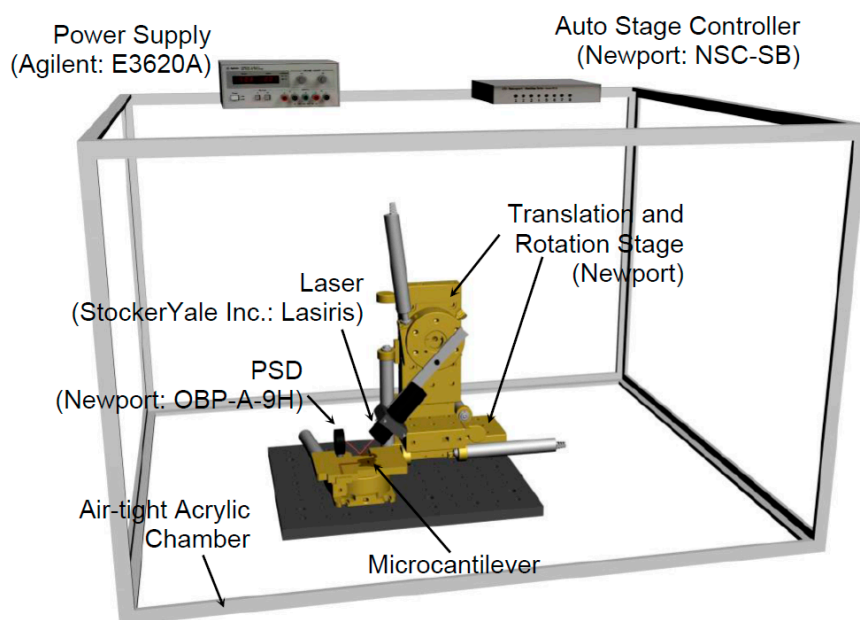 Power Supply
(Agilent: E3620A)
Auto Stage Controller
(Newport: NSC-SB)
Translation and
Rotation Stage
(Newport)
Laser
(StockerYale Inc.: Lasiris)
PSD
(Newport: OBP-A-9H)
Air-tight Acrylic
Chamber
Microcantilever